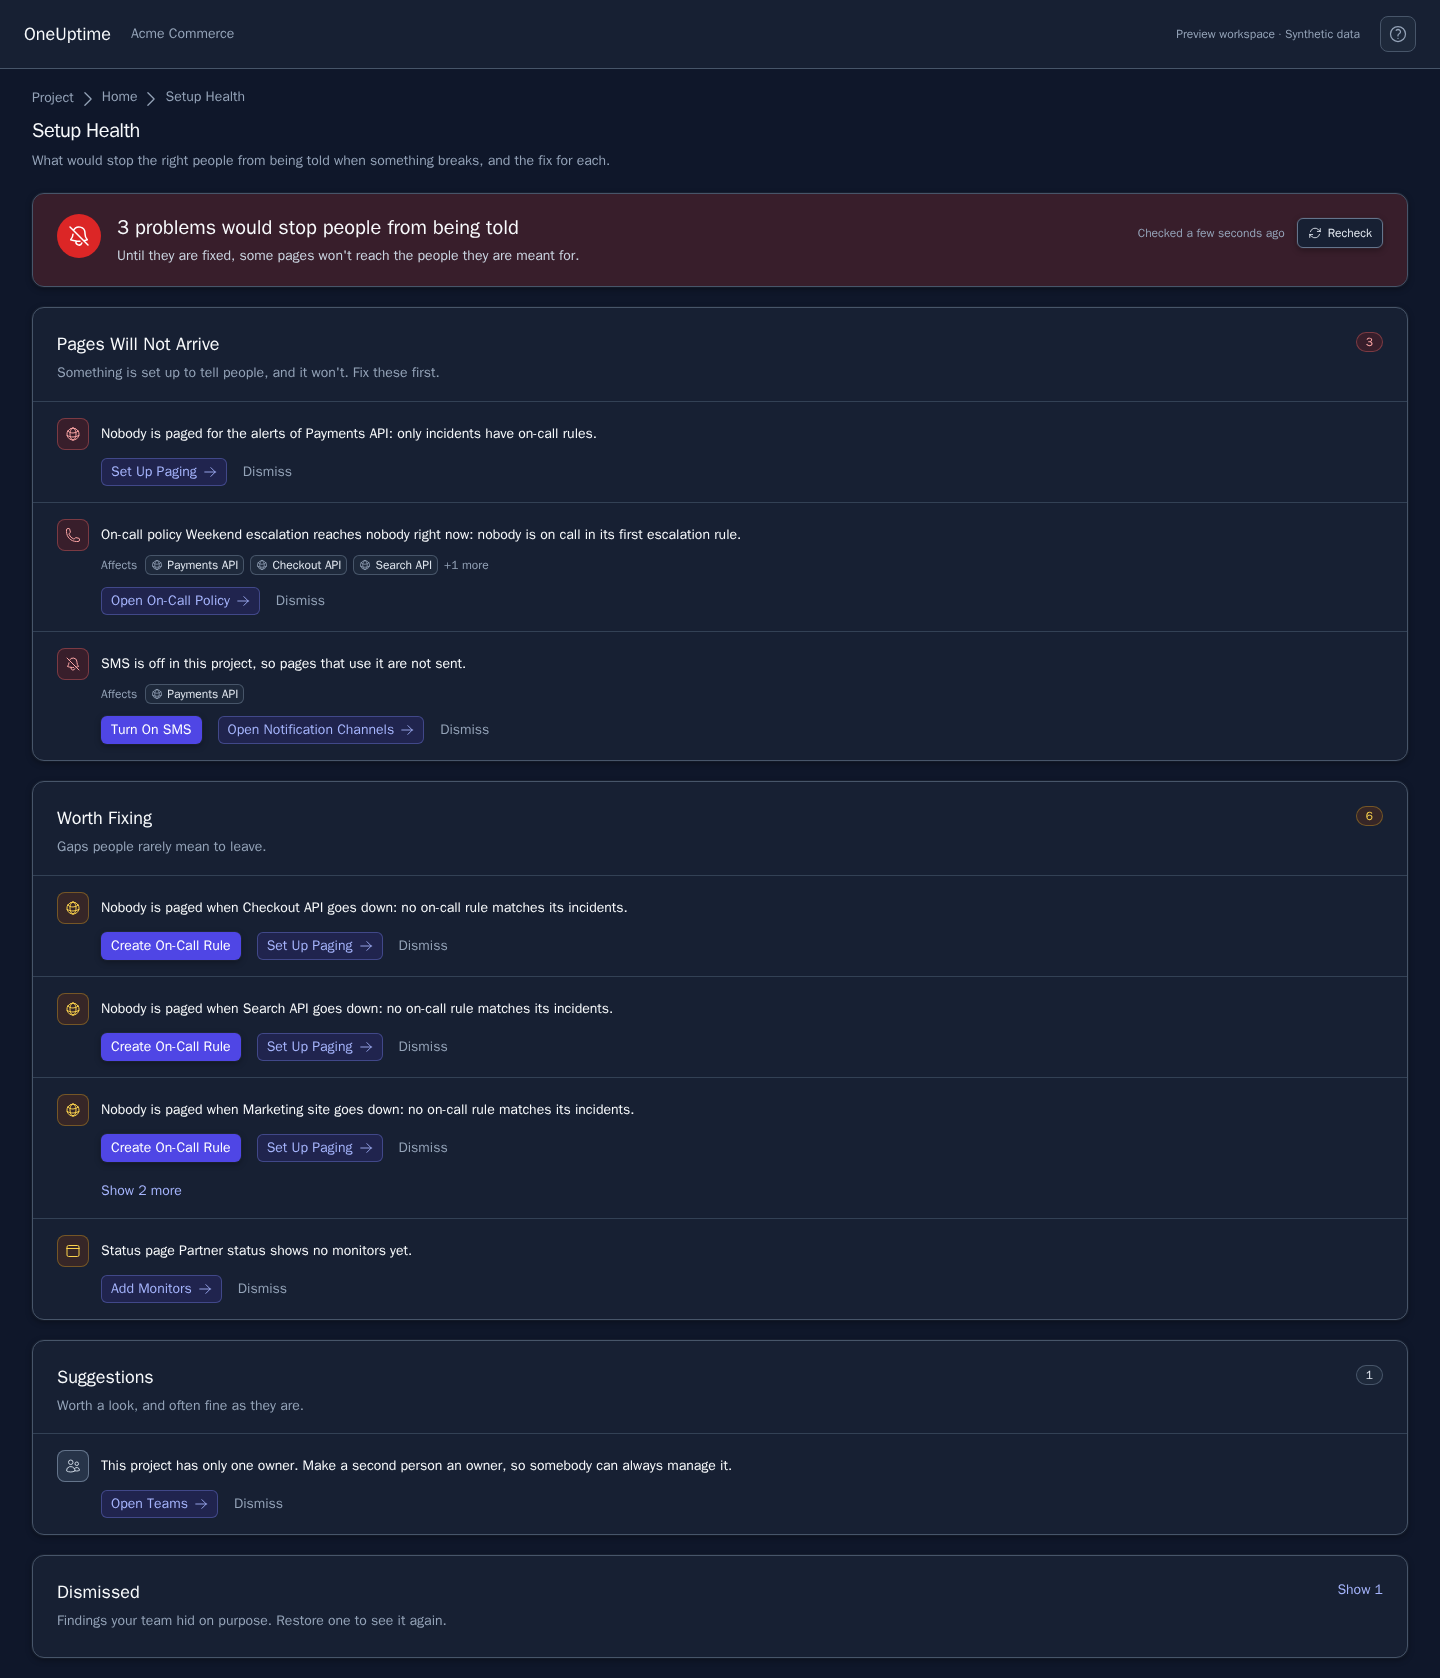 OneUptime Acme Commerce Preview workspace · Synthetic data
Project Home Setup Health
Setup Health
What would stop the right people from being told when something breaks, and the fix for each.
3 problems would stop people from being told
Until they are fixed, some pages won't reach the people they are meant for.
Checked a few seconds ago Recheck
Pages Will Not Arrive 3
Something is set up to tell people, and it won't. Fix these first.
Nobody is paged for the alerts of Payments API: only incidents have on-call rules.
Set Up Paging Dismiss
On-call policy Weekend escalation reaches nobody right now: nobody is on call in its first escalation rule.
Affects Payments API Checkout API Search API +1 more
Open On-Call Policy Dismiss
SMS is off in this project, so pages that use it are not sent.
Affects Payments API
Turn On SMS Open Notification Channels Dismiss
Worth Fixing 6
Gaps people rarely mean to leave.
Nobody is paged when Checkout API goes down: no on-call rule matches its incidents.
Create On-Call Rule Set Up Paging Dismiss
Nobody is paged when Search API goes down: no on-call rule matches its incidents.
Create On-Call Rule Set Up Paging Dismiss
Nobody is paged when Marketing site goes down: no on-call rule matches its incidents.
Create On-Call Rule Set Up Paging Dismiss
Show 2 more
Status page Partner status shows no monitors yet.
Add Monitors Dismiss
Suggestions 1
Worth a look, and often fine as they are.
This project has only one owner. Make a second person an owner, so somebody can always manage it.
Open Teams Dismiss
Dismissed Show 1
Findings your team hid on purpose. Restore one to see it again.